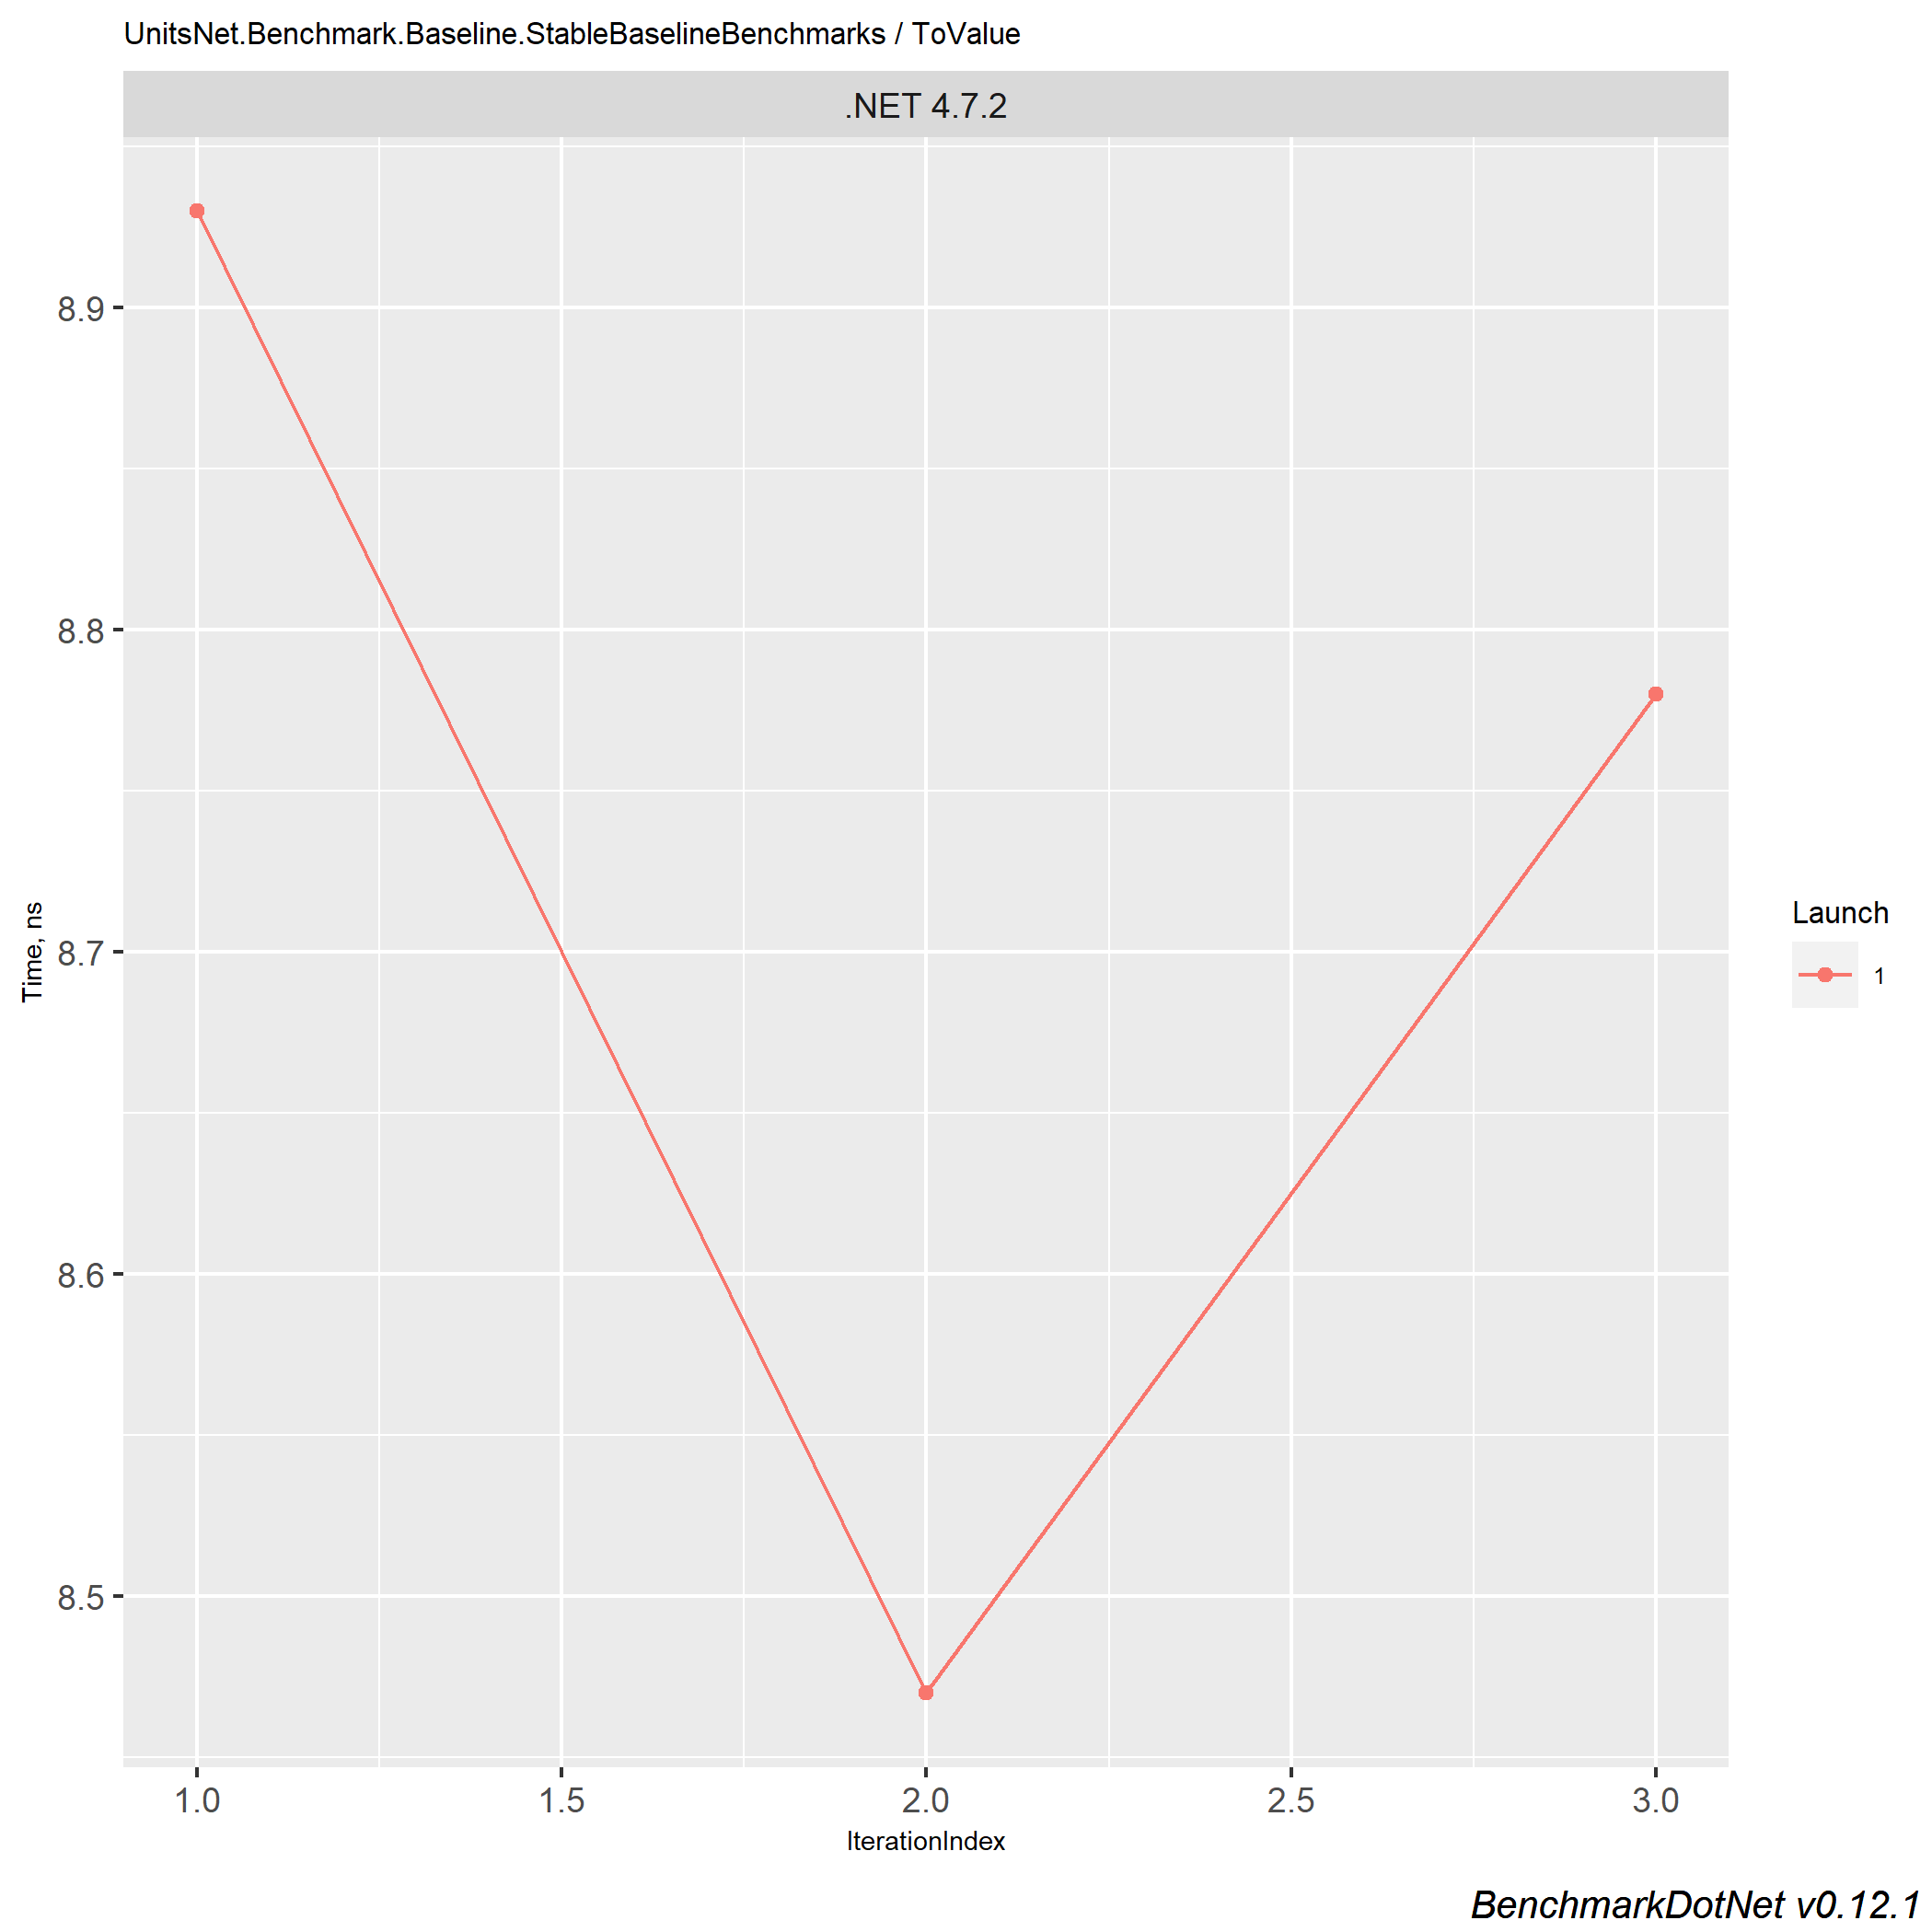 UnitsNet.Benchmark.Baseline.StableBaselineBenchmarks / ToValue
.NET 4.7.2
8.9
8.8
8.7
8.6
8.5
Time, ns
1.0 1.5 2.0 2.5 3.0
IterationIndex
Launch
1
BenchmarkDotNet v0.12.1